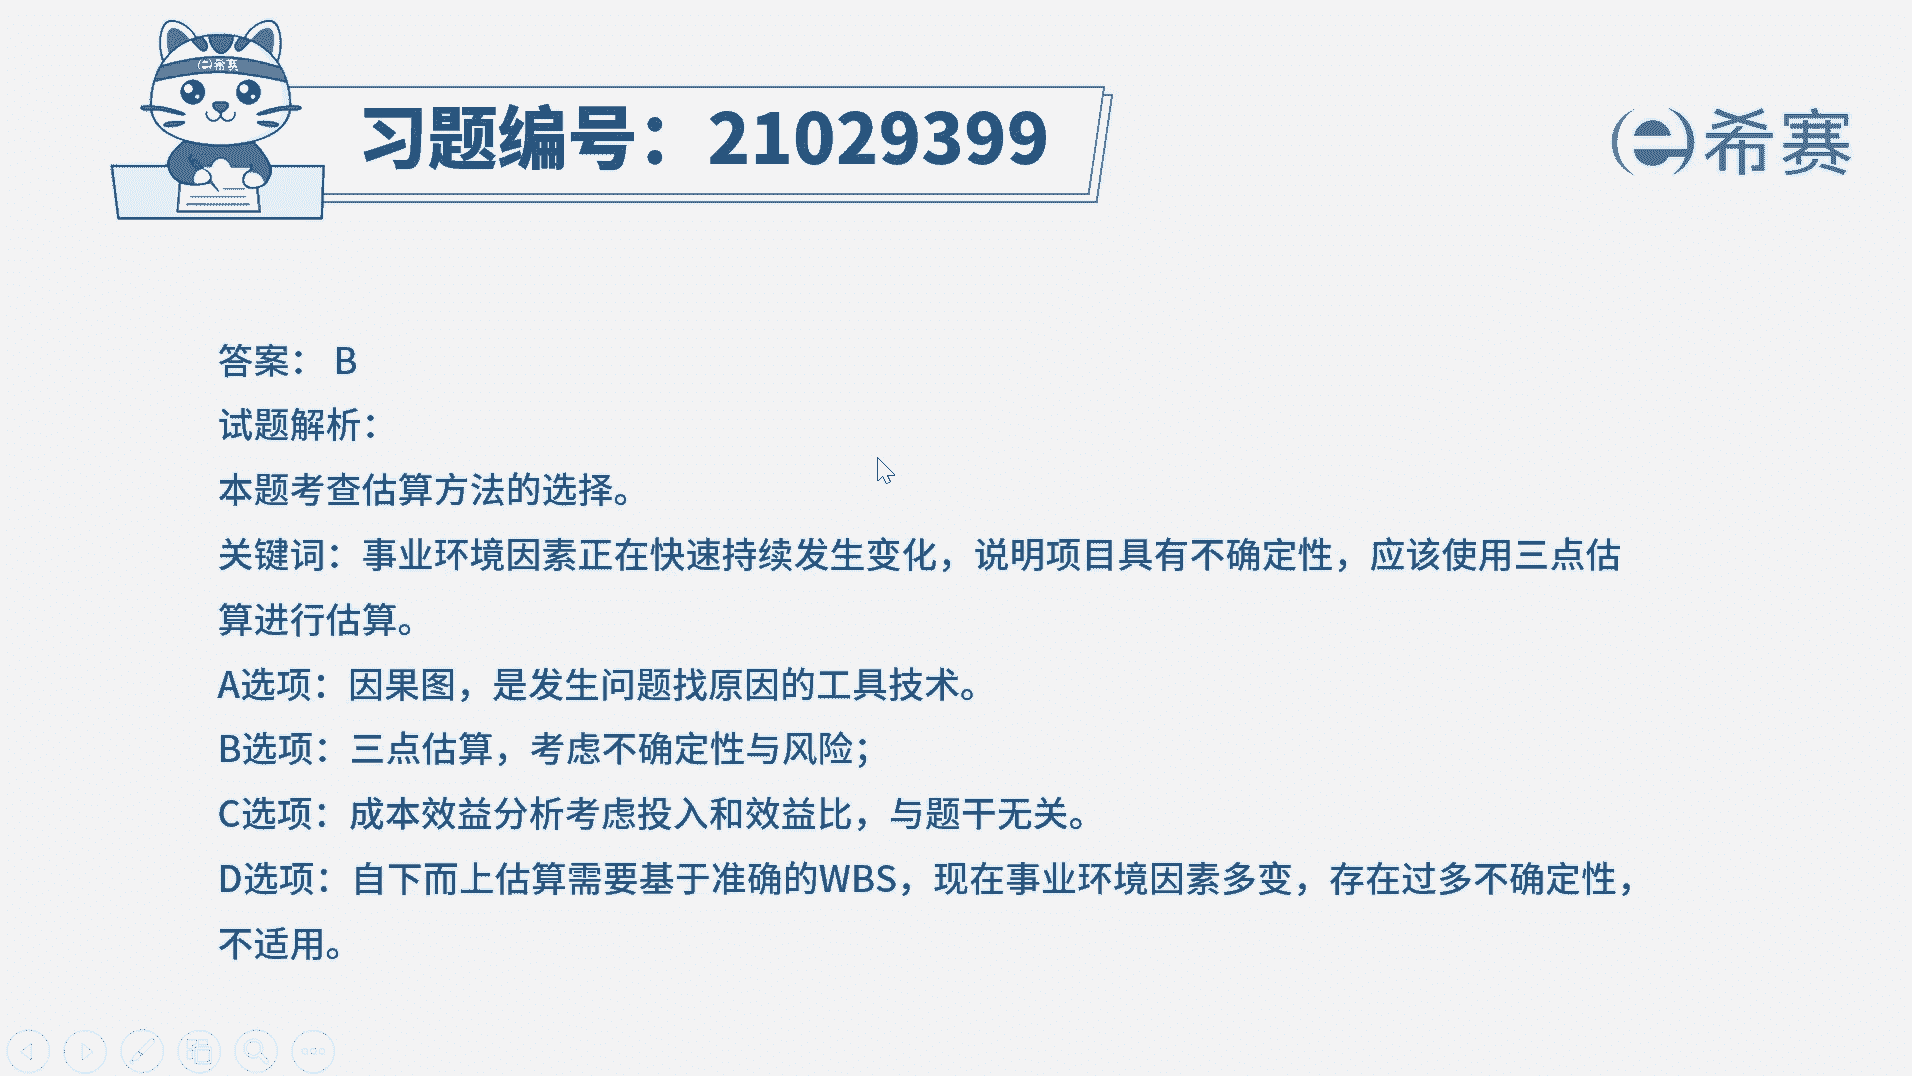 希赛
习题编号：21029399
希赛
答案： B
试题解析：
本题考查估算方法的选择。
关键词：事业环境因素正在快速持续发生变化，说明项目具有不确定性，应该使用三点估
算进行估算。
A选项：因果图，是发生问题找原因的工具技术。
B选项：三点估算，考虑不确定性与风险；
C选项：成本效益分析考虑投入和效益比，与题干无关。
D选项：自下而上估算需要基于准确的WBS，现在事业环境因素多变，存在过多不确定性，
不适用。